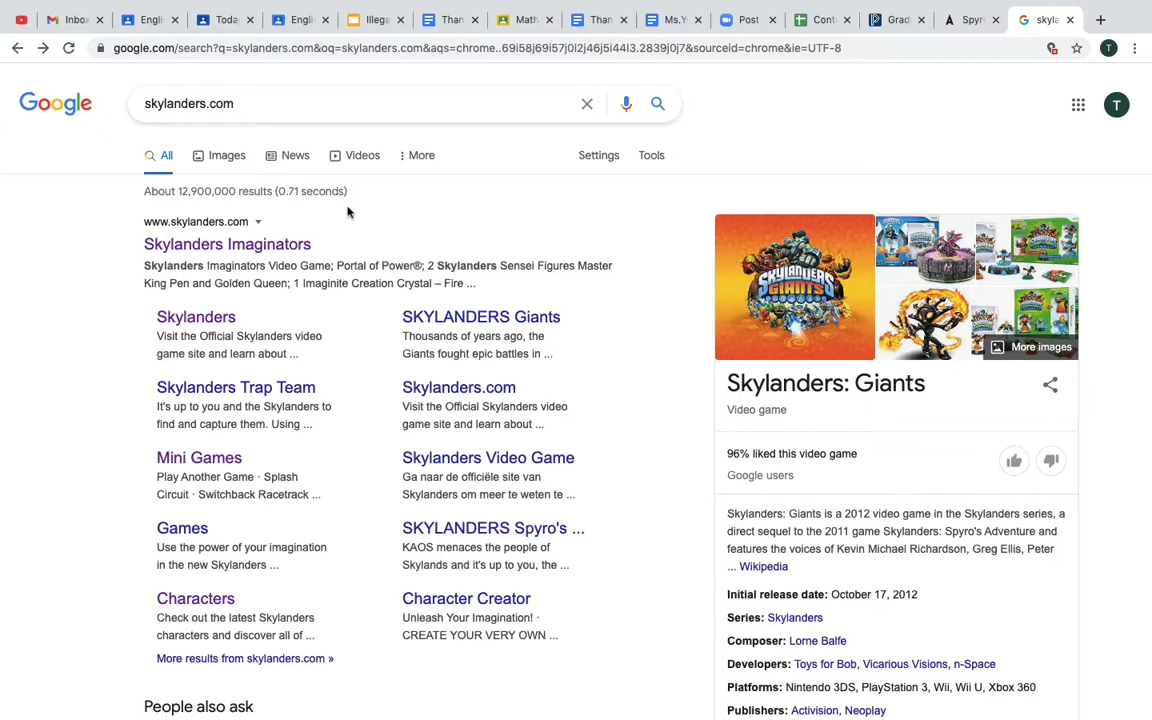 Inbox
Englis
Today
Englis
Illega
Than
Math
Than
Ms.Y
Post
Conte
Grad
Spyro
skyla
google.com/search?q=skylanders.com&oq=skylanders.com&aqs=chrome..69i58j69i57j0l2j46j5i44l3.2839j0j7&sourceid=chrome&ie=UTF-8
T
Google
skylanders.com
T
All
Images
News
Videos
More
Settings
Tools
About 12,900,000 results (0.71 seconds)
www.skylanders.com
Skylanders Imaginators
Skylanders Imaginators Video Game; Portal of Power®; 2 Skylanders Sensei Figures Master
King Pen and Golden Queen; 1 Imaginite Creation Crystal – Fire ...
Skylanders
Visit the Official Skylanders video
game site and learn about ...
SKYLANDERS Giants
Thousands of years ago, the
Giants fought epic battles in ...
Skylanders Trap Team
It's up to you and the Skylanders to
find and capture them. Using ...
Skylanders.com
Visit the Official Skylanders video
game site and learn about ...
Mini Games
Play Another Game · Splash
Circuit · Switchback Racetrack ...
Skylanders Video Game
Ga naar de officiële site van
Skylanders om meer te weten te ...
Games
Use the power of your imagination
in the new Skylanders ...
SKYLANDERS Spyro's ...
KAOS menaces the people of
Skylands and it's up to you, the ...
Characters
Check out the latest Skylanders
characters and discover all of ...
Character Creator
Unleash Your Imagination! ·
CREATE YOUR VERY OWN ...
More results from skylanders.com »
People also ask
SKYLANDERS
GIANTS
More images
Skylanders: Giants
Video game
96% liked this video game
Google users
Skylanders: Giants is a 2012 video game in the Skylanders series, a
direct sequel to the 2011 game Skylanders: Spyro's Adventure and
features the voices of Kevin Michael Richardson, Greg Ellis, Peter
... Wikipedia
Initial release date: October 17, 2012
Series: Skylanders
Composer: Lorne Balfe
Developers: Toys for Bob, Vicarious Visions, n-Space
Platforms: Nintendo 3DS, PlayStation 3, Wii, Wii U, Xbox 360
Publishers: Activision, Neoplay